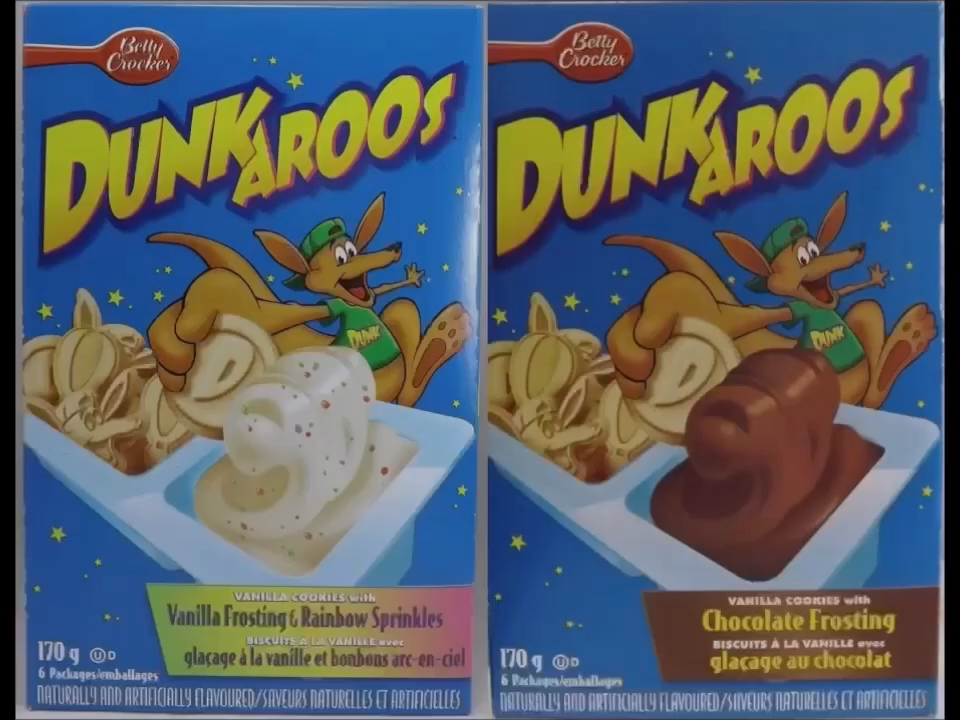 Betty
Crocker
DUNKAROOS
DUNK
D
VANILLA COOKIES with
Vanilla Frosting & Rainbow Sprinkles
BISCUITS À LA VANILLE avec
glaçage à la vanille et bonbons arc-en-ciel
170 g U D
6 Packages/emballages
NATURALLY AND ARTIFICIALLY FLAVOURED/SAVEURS NATURELLES ET ARTIFICIELLES
Betty
Crocker
DUNKAROOS
DUNK
D
VANILLA COOKIES with
Chocolate Frosting
BISCUITS À LA VANILLE avec
glaçage au chocolat
170 g U D
6 Packages/emballages
NATURALLY AND ARTIFICIALLY FLAVOURED/SAVEURS NATURELLES ET ARTIFICIELLES